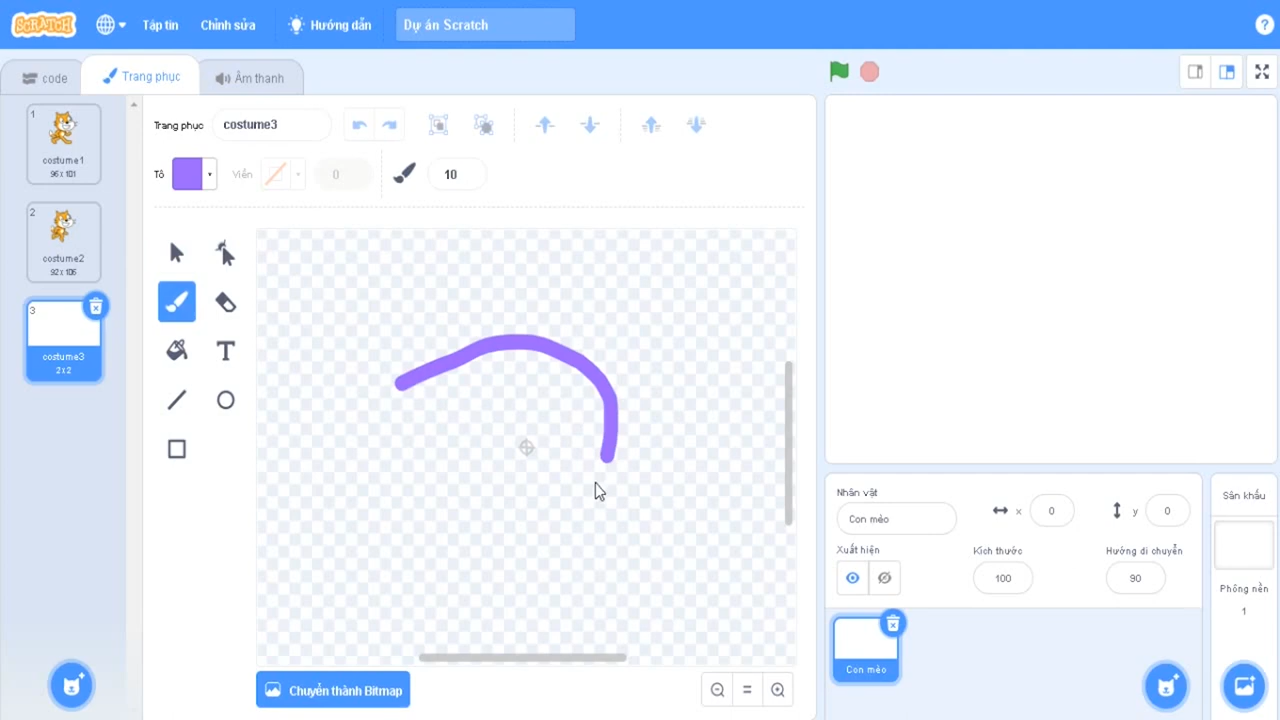 SCRATCH
Tập tin
Chỉnh sửa
Hướng dẫn
Dự án Scratch
?
code
Trang phục
Âm thanh
1
costume1
96 x 101
2
costume2
92 x 106
3
costume3
2 x 2
Trang phục
costume3
Tô
Viền
0
10
T
Chuyển thành Bitmap
Nhân vật
Con mèo
x
0
y
0
Xuất hiện
Kích thước
100
Hướng di chuyển
90
Con mèo
Sân khấu
Phông nền
1